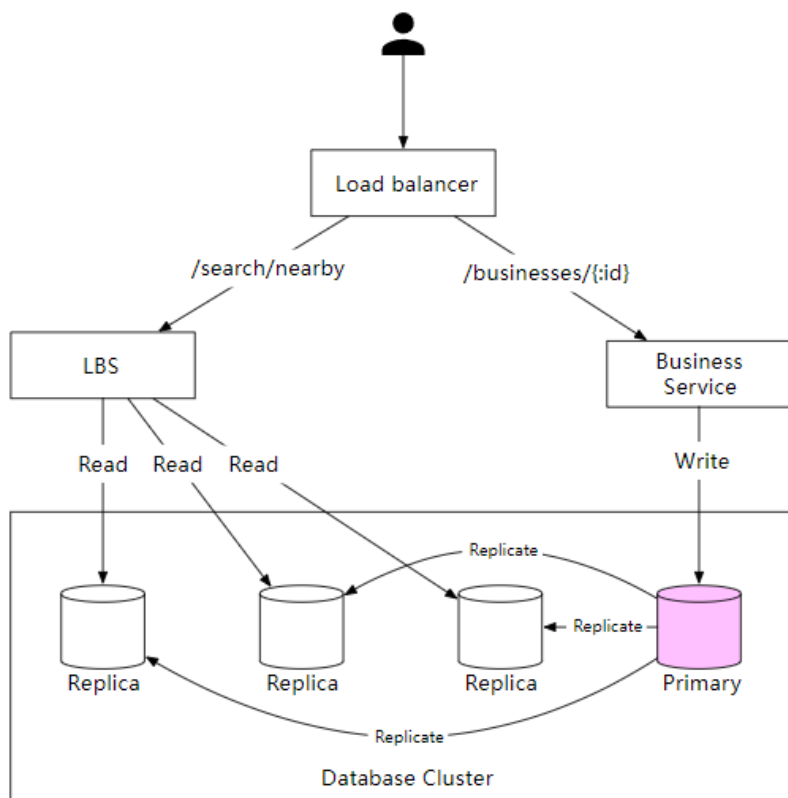 Load balancer
/search/nearby
/businesses/{:id}
LBS
Business
Service
Read
Read
Read
Write
Replicate
Replicate
Replica
Replica
Replica
Primary
Replicate
Database Cluster